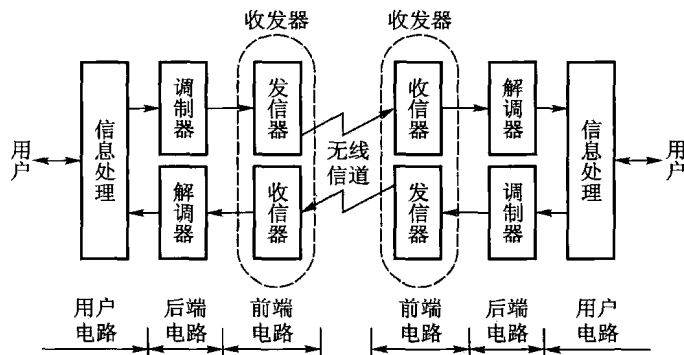 收发器
收发器
用户
信息处理
调制器
发信器
收信器
解调器
信息处理
用户
无线
信道
解调器
收信器
发信器
调制器
用户
电路
后端
电路
前端
电路
前端
电路
后端
电路
用户
电路